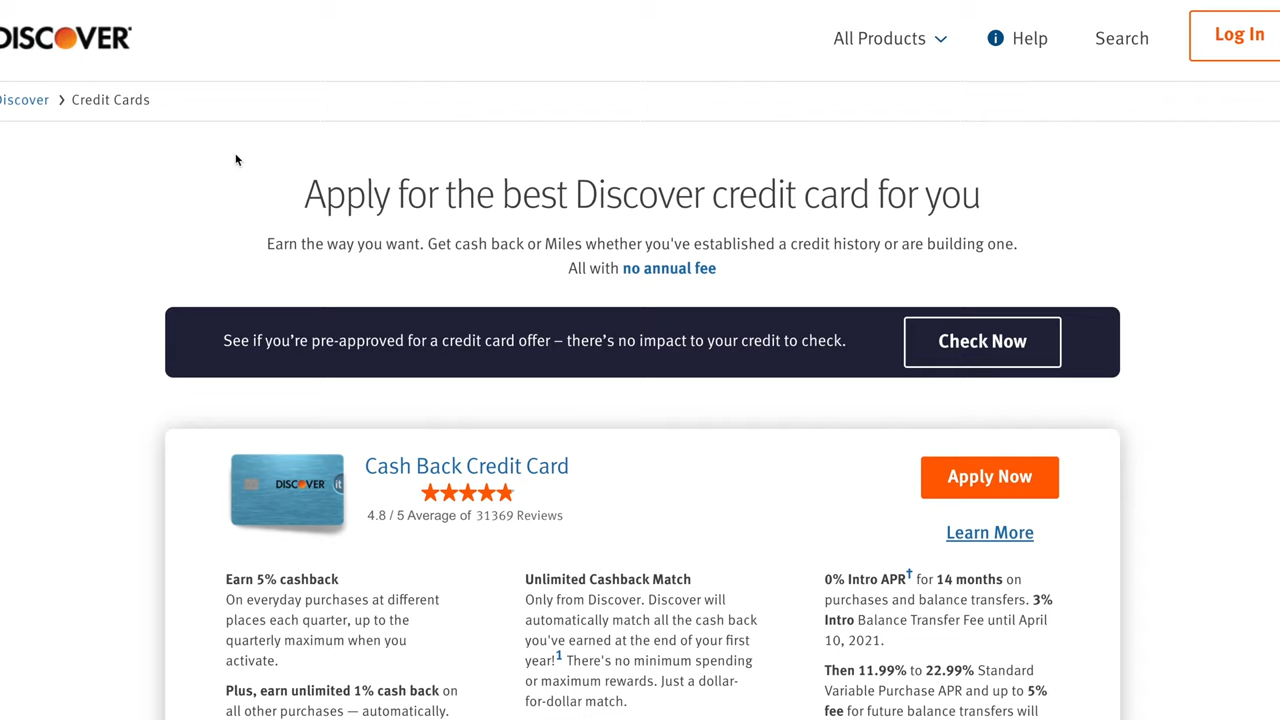 DISCOVER
All Products
i Help
Search
Log In
Discover > Credit Cards
Apply for the best Discover credit card for you
Earn the way you want. Get cash back or Miles whether you've established a credit history or are building one.
All with no annual fee
See if you're pre-approved for a credit card offer – there's no impact to your credit to check.
Check Now
DISCOVER it
Cash Back Credit Card
4.8 / 5 Average of 31369 Reviews
Apply Now
Learn More
Earn 5% cashback
On everyday purchases at different
places each quarter, up to the
quarterly maximum when you
activate.
Plus, earn unlimited 1% cash back on
all other purchases — automatically.
Unlimited Cashback Match
Only from Discover. Discover will
automatically match all the cash back
you've earned at the end of your first
year!1 There's no minimum spending
or maximum rewards. Just a dollar-
for-dollar match.
0% Intro APR† for 14 months on
purchases and balance transfers. 3%
Intro Balance Transfer Fee until April
10, 2021.
Then 11.99% to 22.99% Standard
Variable Purchase APR and up to 5%
fee for future balance transfers will